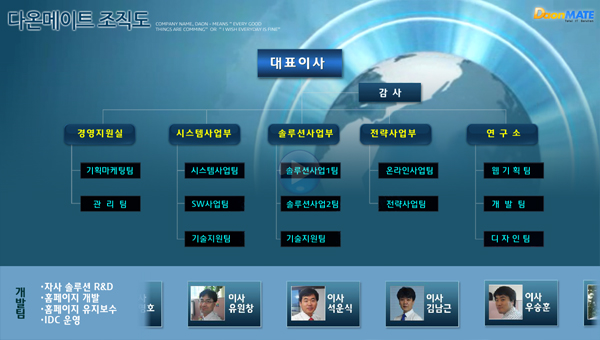 다온메이트 조직도
COMPANY NAME, DAON - MEANS " EVERY GOOD
THINGS ARE COMMING" OR " I WISH EVERYDAY IS FINE"
DaonMATE
대표이사
감 사
경영지원실 시스템사업부 솔루션사업부 전략사업부 연 구 소
기획마케팅팀 시스템사업팀 솔루션사업1팀 온라인사업팀 웹기획팀
관 리 팀 SW사업팀 솔루션사업2팀 전략사업팀 개 발 팀
기술지원팀 기술지원팀 디자인팀
개발팀
·자사 솔루션 R&D
·홈페이지 개발
·홈페이지 유지보수
·IDC 운영
호
이사
유원창
이사
석운식
이사
김남근
이사
우승훈